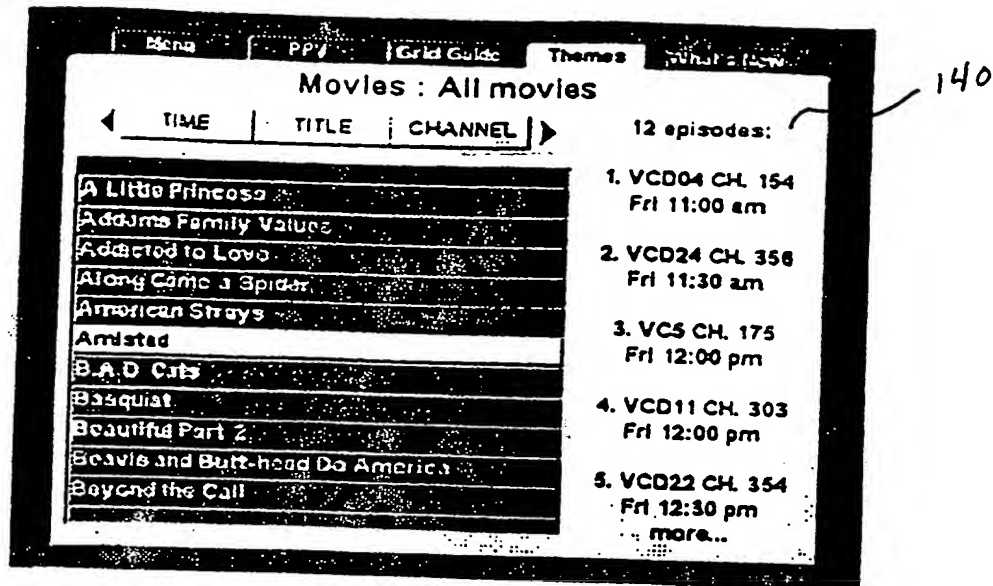 Menu PPV Grid Guide Themes What's New
Movies : All movies
TIME TITLE CHANNEL
A Little Princess
Addams Family Values
Addicted to Love
Along Came a Spider
American Strays
Amistad
B.A.D. Cats
Basquiat
Beautiful Part 2
Beavis and Butt-head Do America
Beyond the Call
12 episodes:
1. VCD04 CH. 154
Fri 11:00 am
2. VCD24 CH. 356
Fri 11:30 am
3. VC5 CH. 175
Fri 12:00 pm
4. VCD11 CH. 303
Fri 12:00 pm
5. VCD22 CH. 354
Fri 12:30 pm
more...
140